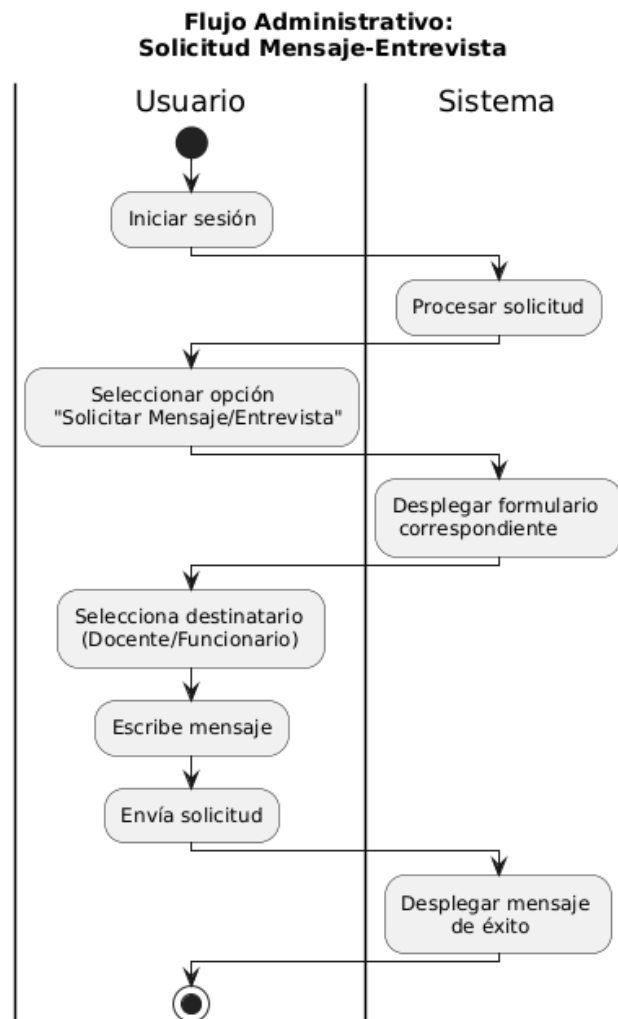 Flujo Administrativo:
Solicitud Mensaje-Entrevista
Usuario
Sistema
Iniciar sesión
Procesar solicitud
Seleccionar opción
"Solicitar Mensaje/Entrevista"
Desplegar formulario
correspondiente
Selecciona destinatario
(Docente/Funcionario)
Escribe mensaje
Envía solicitud
Desplegar mensaje
de éxito